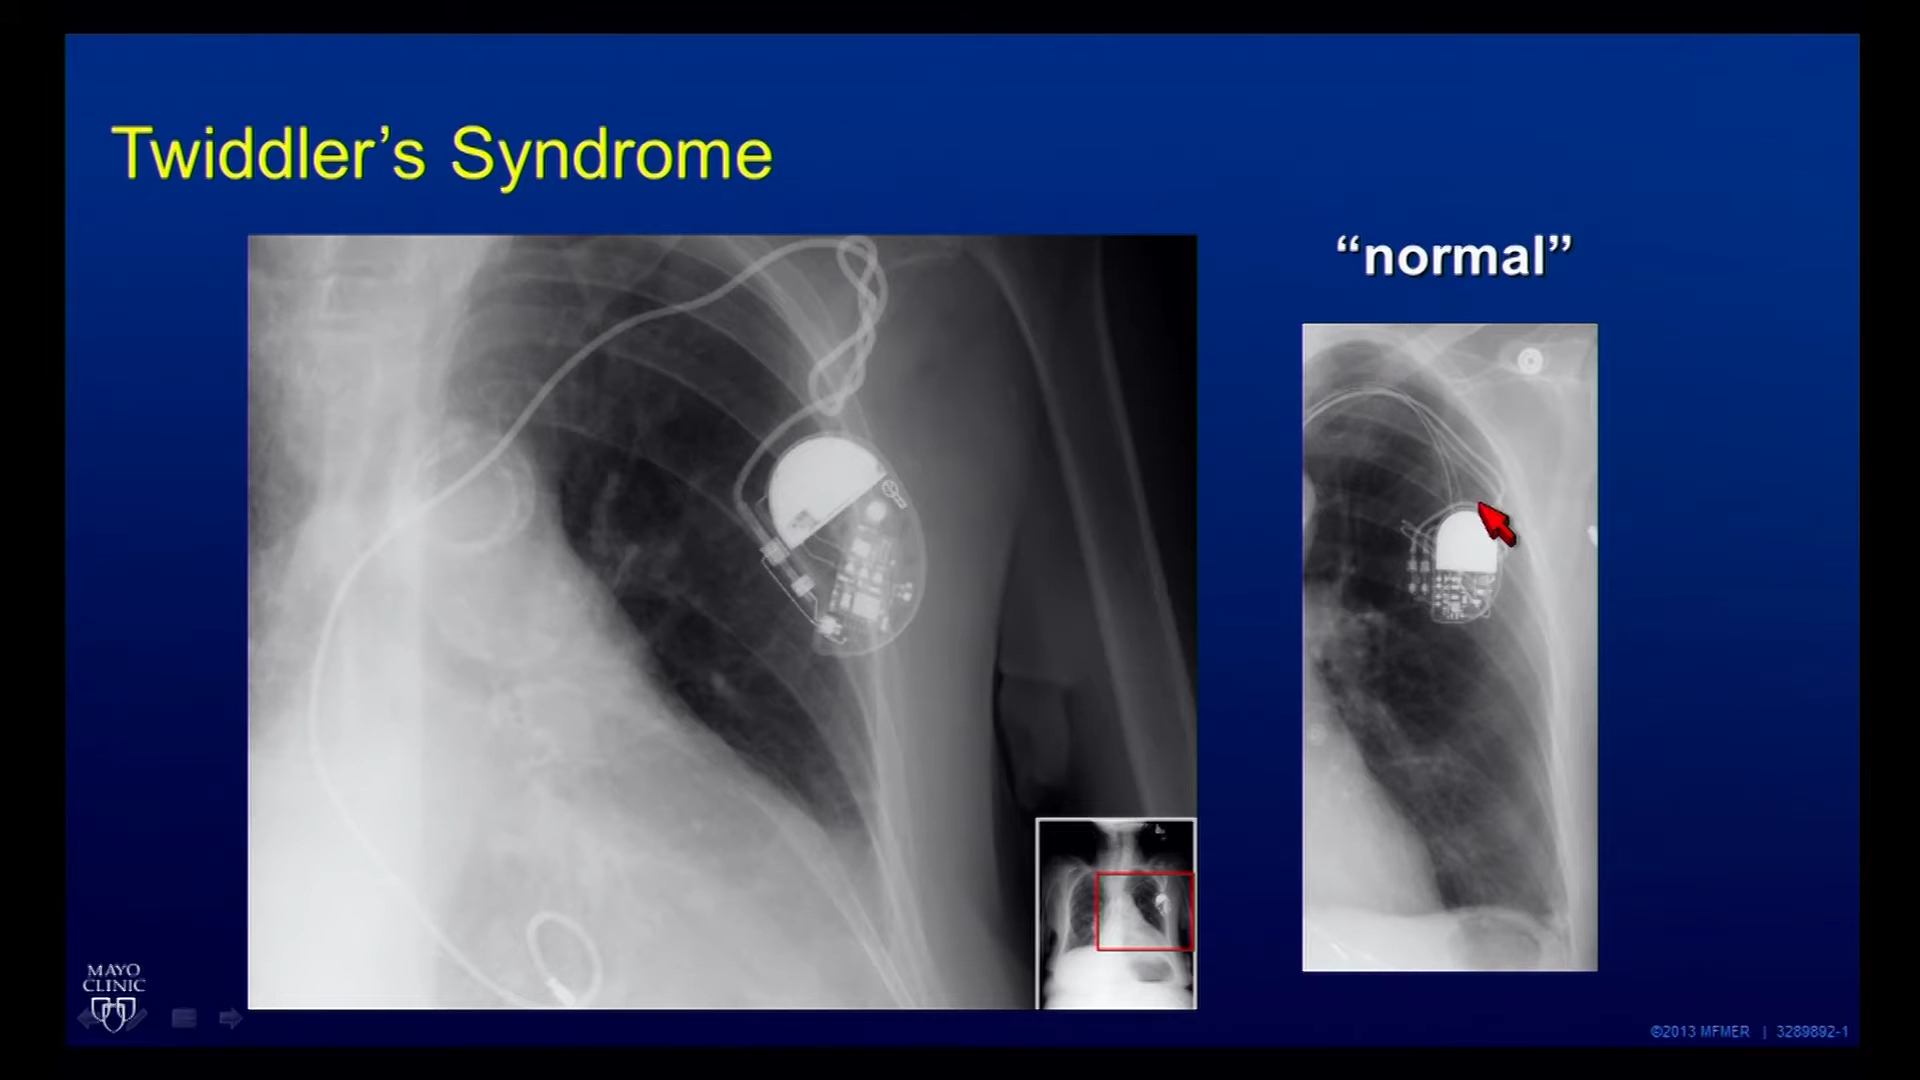 Twiddler’s Syndrome
“normal”
MAYO
CLINIC
©2013 MFMER | 3289892-1